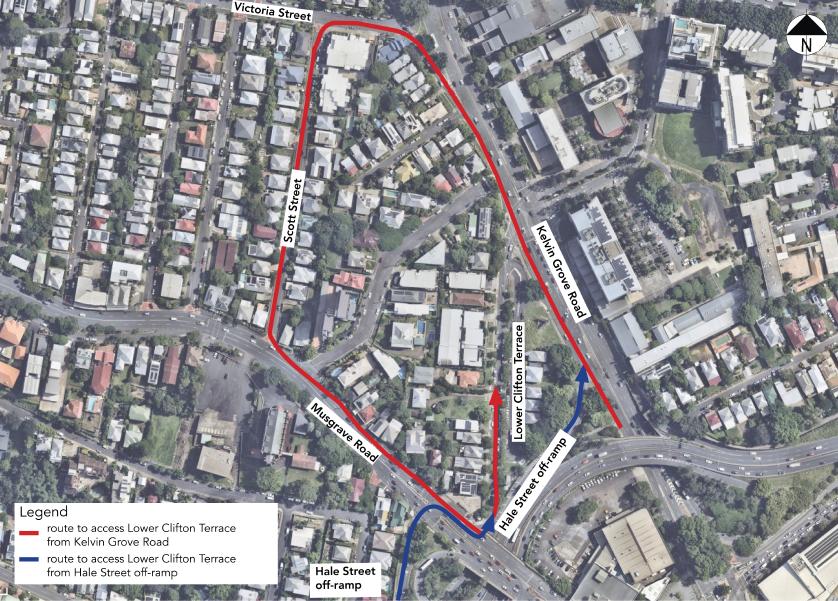 Victoria Street
N
Scott Street
Kelvin Grove Road
Lower Clifton Terrace
Musgrave Road
Hale Street off-ramp
Legend
route to access Lower Clifton Terrace
from Kelvin Grove Road
route to access Lower Clifton Terrace
from Hale Street off-ramp
Hale Street
off-ramp